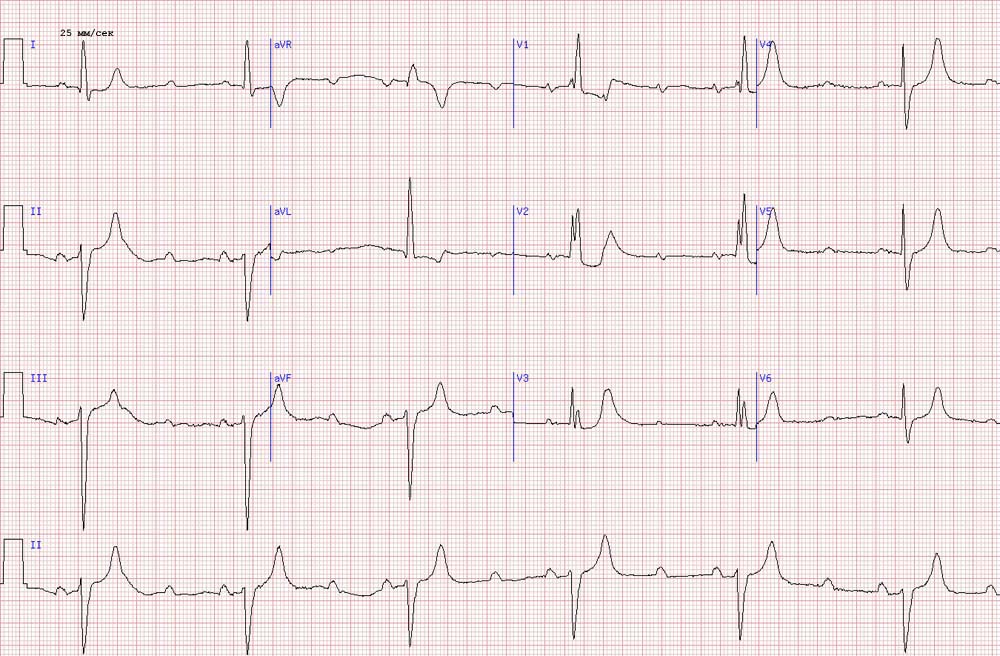 25 мм/сек
I aVR V1 V4
II aVL V2 V5
III aVF V3 V6
II